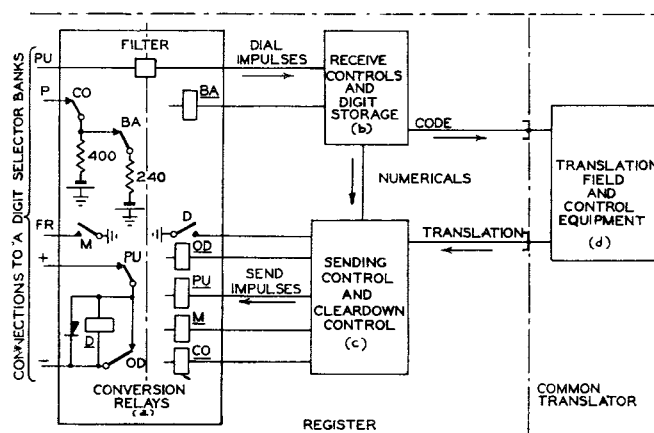 CONNECTIONS TO 'A' DIGIT SELECTOR BANKS
PU
P
FR
+
–
FILTER
CO
BA
400
240
BA
M
D
OD
PU
PU
D
OD
M
CO
CONVERSION
RELAYS
(a)
DIAL
IMPULSES
SEND
IMPULSES
RECEIVE
CONTROLS
AND
DIGIT
STORAGE
(b)
CODE
NUMERICALS
TRANSLATION
SENDING
CONTROL
AND
CLEARDOWN
CONTROL
(c)
TRANSLATION
FIELD
AND
CONTROL
EQUIPMENT
(d)
REGISTER
COMMON
TRANSLATOR